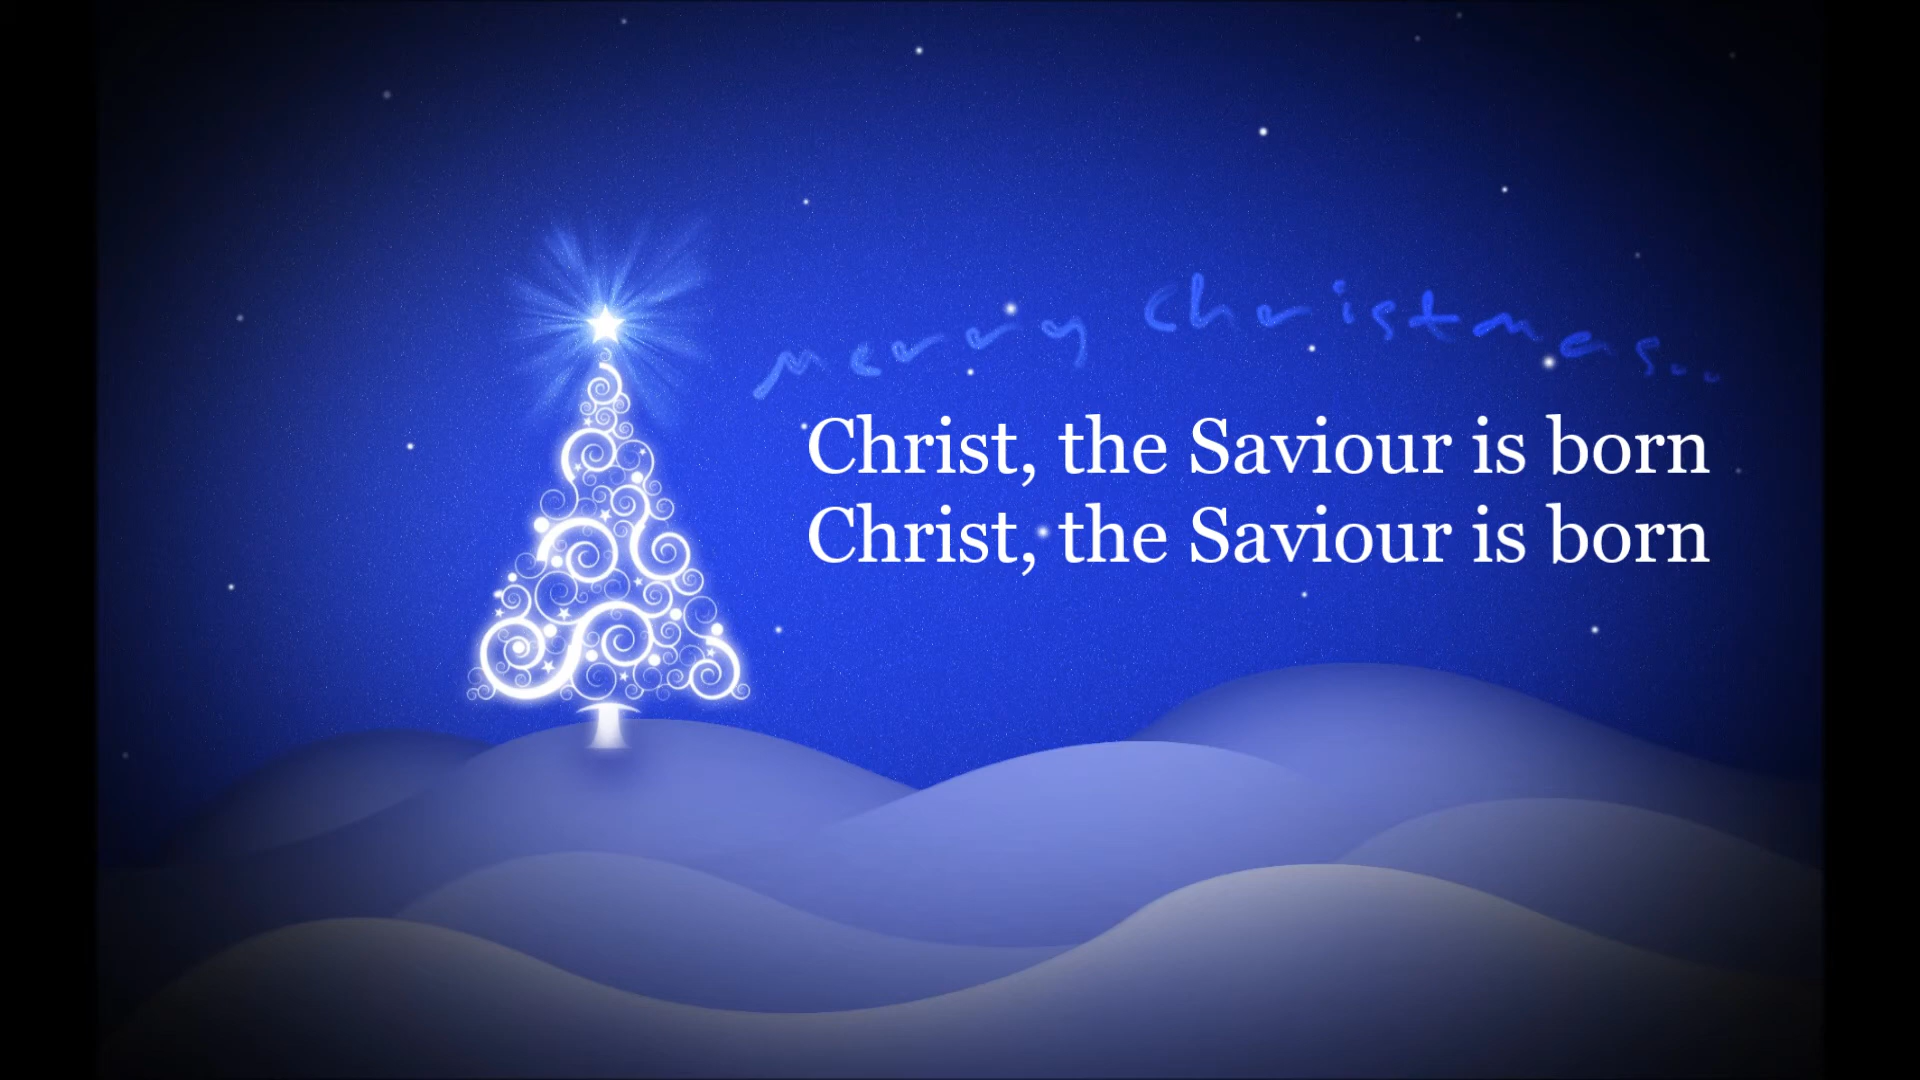 merry christmas..
Christ, the Saviour is born
Christ, the Saviour is born